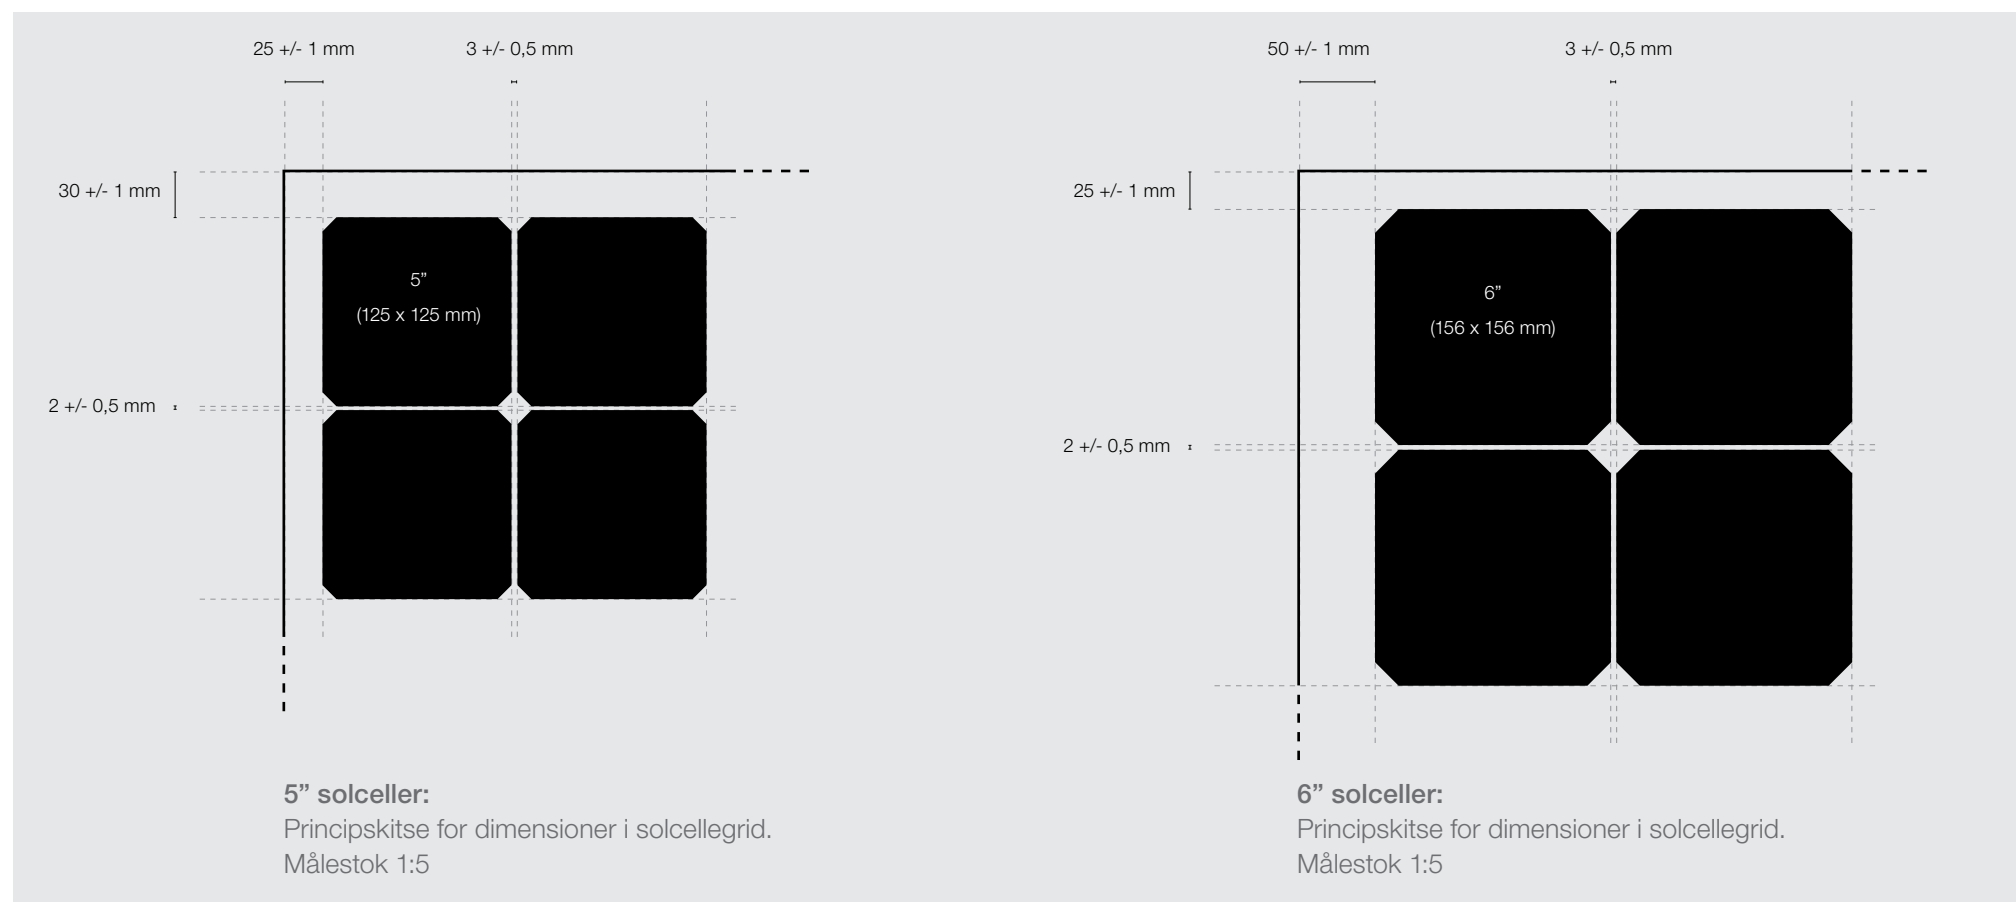 25 +/- 1 mm
3 +/- 0,5 mm
30 +/- 1 mm
5”
(125 x 125 mm)
2 +/- 0,5 mm
5” solceller:
Principskitse for dimensioner i solcellegrid.
Målestok 1:5
50 +/- 1 mm
3 +/- 0,5 mm
25 +/- 1 mm
6”
(156 x 156 mm)
2 +/- 0,5 mm
6” solceller:
Principskitse for dimensioner i solcellegrid.
Målestok 1:5